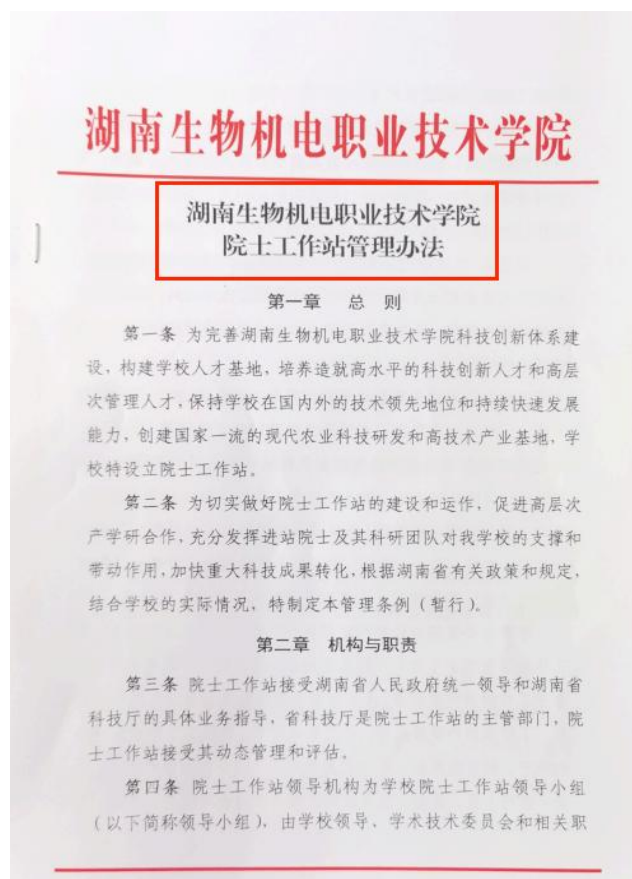 湖南生物机电职业技术学院
湖南生物机电职业技术学院
院士工作站管理办法
第一章 总 则
第一条 为完善湖南生物机电职业技术学院科技创新体系建
设，构建学校人才基地，培养造就高水平的科技创新人才和高层
次管理人才，保持学校在国内外的技术领先地位和持续快速发展
能力，创建国家一流的现代农业科技研发和高技术产业基地，学
校特设立院士工作站。
第二条 为切实做好院士工作站的建设和运作，促进高层次
产学研合作，充分发挥进站院士及其科研团队对我学校的支撑和
带动作用，加快重大科技成果转化，根据湖南省有关政策和规定，
结合学校的实际情况，特制定本管理条例（暂行）。
第二章 机构与职责
第三条 院士工作站接受湖南省人民政府统一领导和湖南省
科技厅的具体业务指导，省科技厅是院士工作站的主管部门，院
士工作站接受其动态管理和评估。
第四条 院士工作站领导机构为学校院士工作站领导小组
（以下简称领导小组），由学校领导、学术技术委员会和相关职